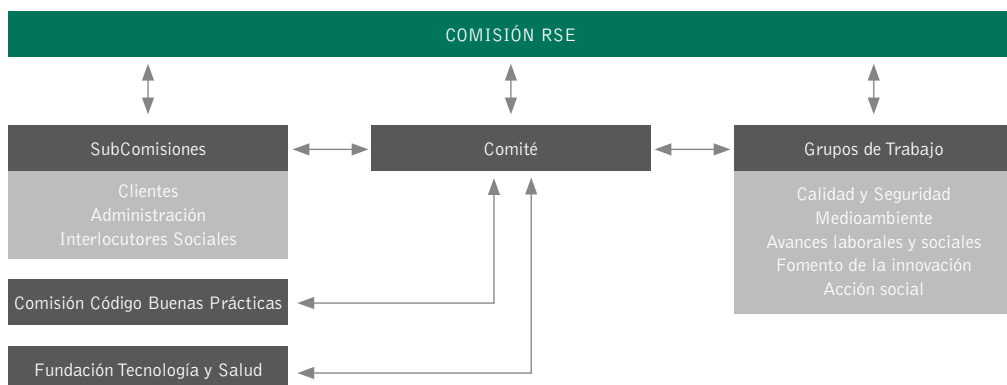 COMISIÓN RSE
SubComisiones
Clientes
Administración
Interlocutores Sociales
Comité
Grupos de Trabajo
Calidad y Seguridad
Medioambiente
Avances laborales y sociales
Fomento de la innovación
Acción social
Comisión Código Buenas Prácticas
Fundación Tecnología y Salud